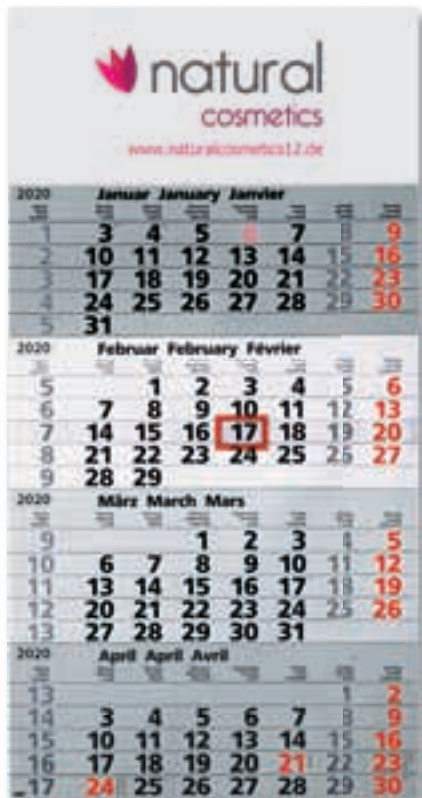 natural
cosmetics
www.naturalcosmetics12.de
2020 Januar January Janvier
1 3 4 5 6 7 8 9
2 10 11 12 13 14 15 16
3 17 18 19 20 21 22 23
4 24 25 26 27 28 29 30
5 31
2020 Februar February Février
5 1 2 3 4 5 6
6 7 8 9 10 11 12 13
7 14 15 16 17 18 19 20
8 21 22 23 24 25 26 27
9 28 29
2020 März March Mars
9 1 2 3 4 5
10 6 7 8 9 10 11 12
11 13 14 15 16 17 18 19
12 20 21 22 23 24 25 26
13 27 28 29 30 31
2020 April April Avril
13 1 2
14 3 4 5 6 7 8 9
15 10 11 12 13 14 15 16
16 17 18 19 20 21 22 23
17 24 25 26 27 28 29 30